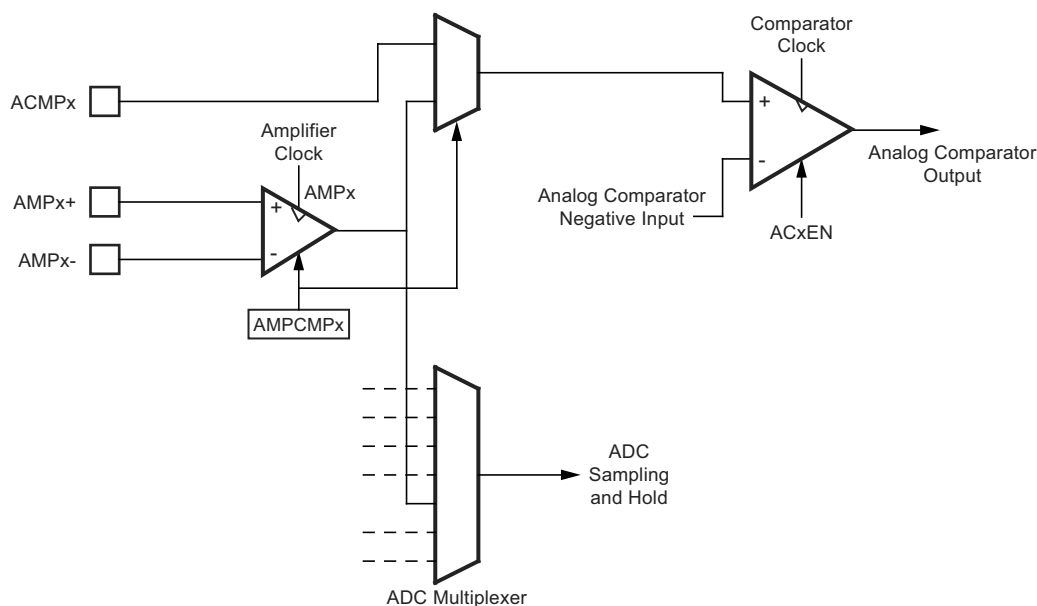 Comparator
Clock
ACMPx
+
-
Analog Comparator
Output
Amplifier
Clock
AMPx
AMPx+
+
AMPx-
-
Analog Comparator
Negative Input
ACxEN
AMPCMPx
ADC
Sampling
and Hold
ADC Multiplexer